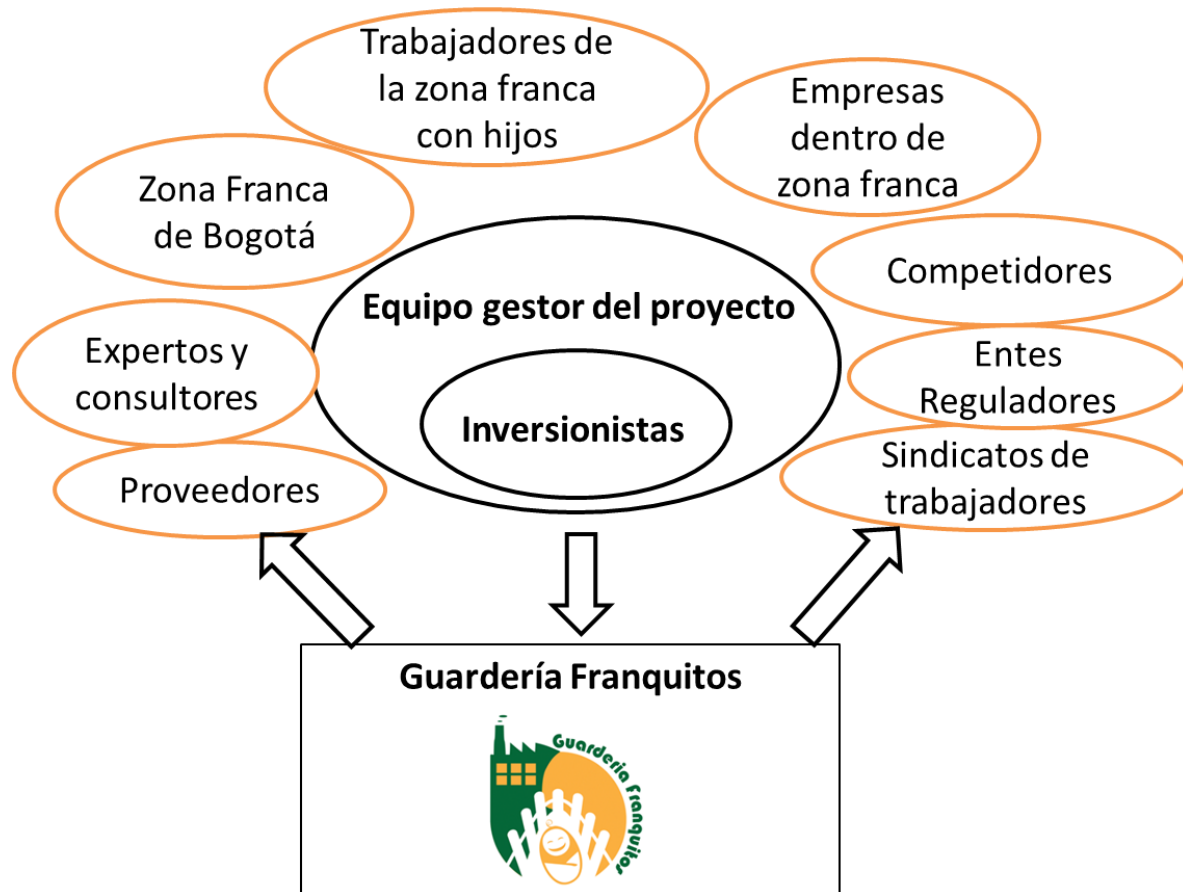 Trabajadores de
la zona franca
con hijos
Empresas
dentro de
zona franca
Zona Franca
de Bogotá
Competidores
Equipo gestor del proyecto
Expertos y
consultores
Entes
Reguladores
Inversionistas
Proveedores
Sindicatos de
trabajadores
Guardería Franquitos
Guarderia Franquitos